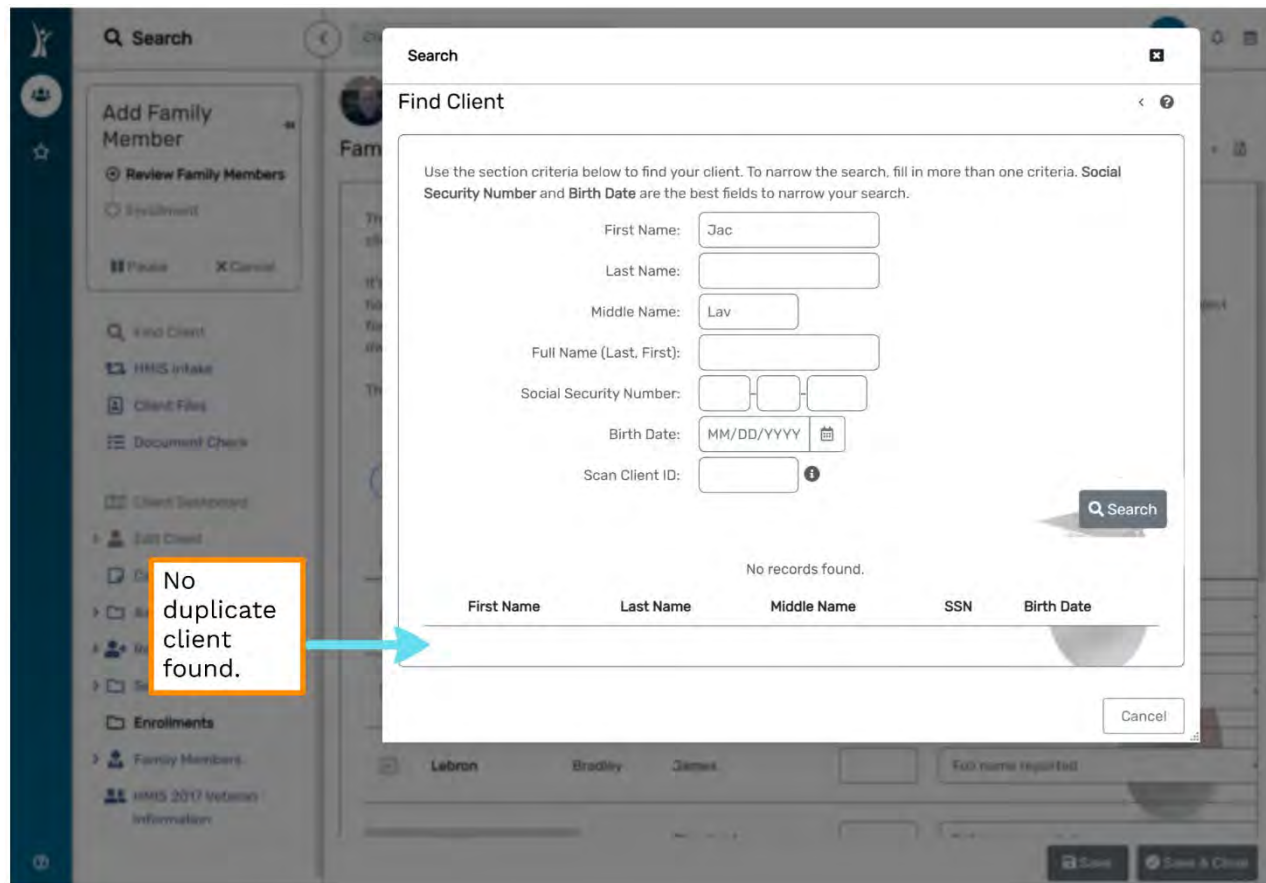 Search
Add Family
Member
Review Family Members
Enrollment
Pause
Cancel
Find Client
HMIS Intake
Client Files
Document Check
Client Dashboard
Edit Client
No
duplicate
client
found.
Enrollments
Family Members
HMIS 2017 Veteran
Information
Fam
Search
Find Client
Use the section criteria below to find your client. To narrow the search, fill in more than one criteria. Social
Security Number and Birth Date are the best fields to narrow your search.
First Name: Jac
Last Name:
Middle Name: Lav
Full Name (Last, First):
Social Security Number: - -
Birth Date: MM/DD/YYYY
Scan Client ID:
Search
No records found.
First Name Last Name Middle Name SSN Birth Date
Cancel
Lebron Bradley James Full name reported
Save Save & Close